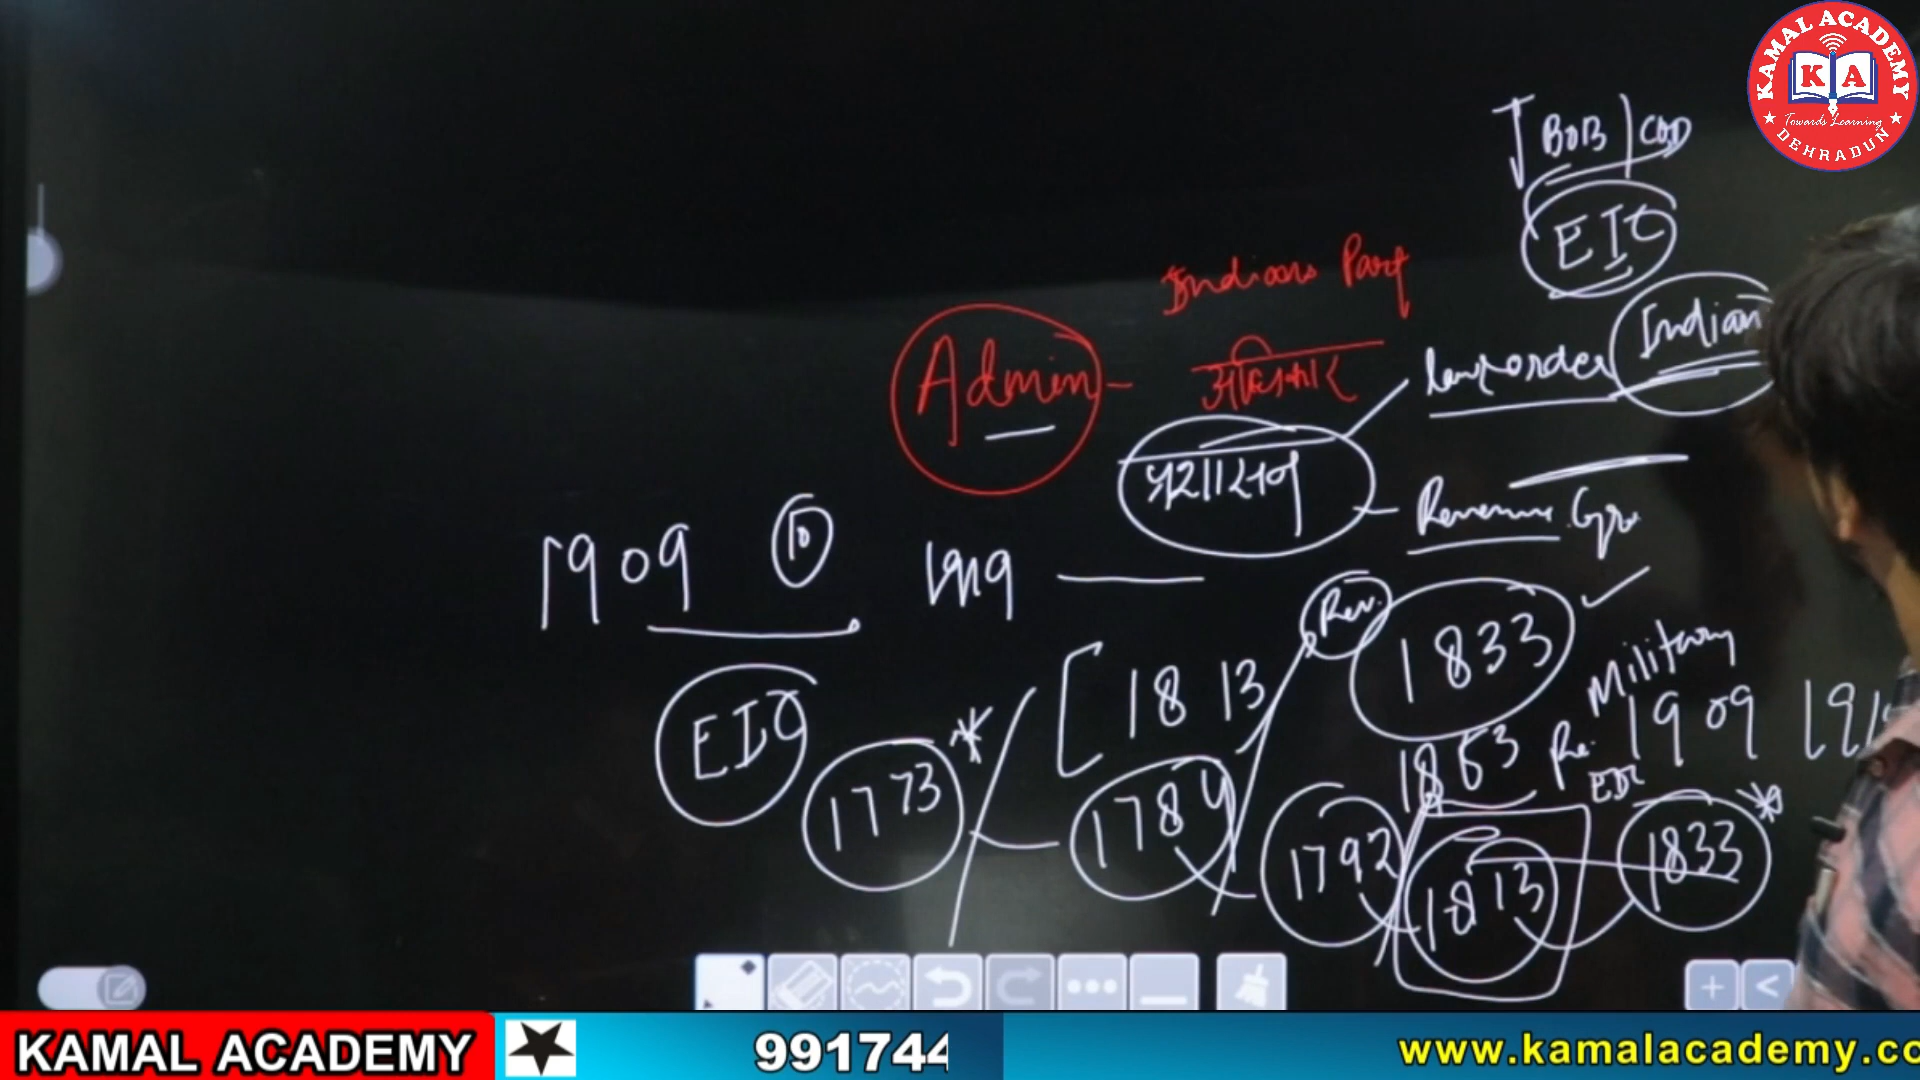 KAMAL ACADEMY
K A
Towards Learning
DEHRADUN
BOB | COD
EIC
Indians Part
Indian
Admin
अधिकार
law order
प्रशासन
Revenue
1909
10
1919
Rev.
1833
Military
EIC
1773
1813
1853
Re.
1909
1784
1792
1813
1833
KAMAL ACADEMY
991744
www.kamalacademy.co